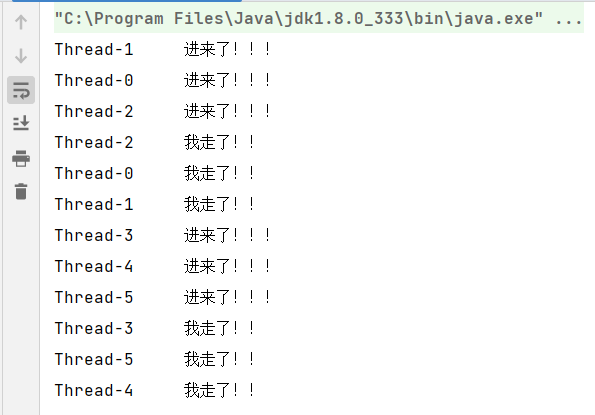 "C:\Program Files\Java\jdk1.8.0_333\bin\java.exe" ...
Thread-1	进来了！！！
Thread-0	进来了！！！
Thread-2	进来了！！！
Thread-2	我走了！！
Thread-0	我走了！！
Thread-1	我走了！！
Thread-3	进来了！！！
Thread-4	进来了！！！
Thread-5	进来了！！！
Thread-3	我走了！！
Thread-5	我走了！！
Thread-4	我走了！！